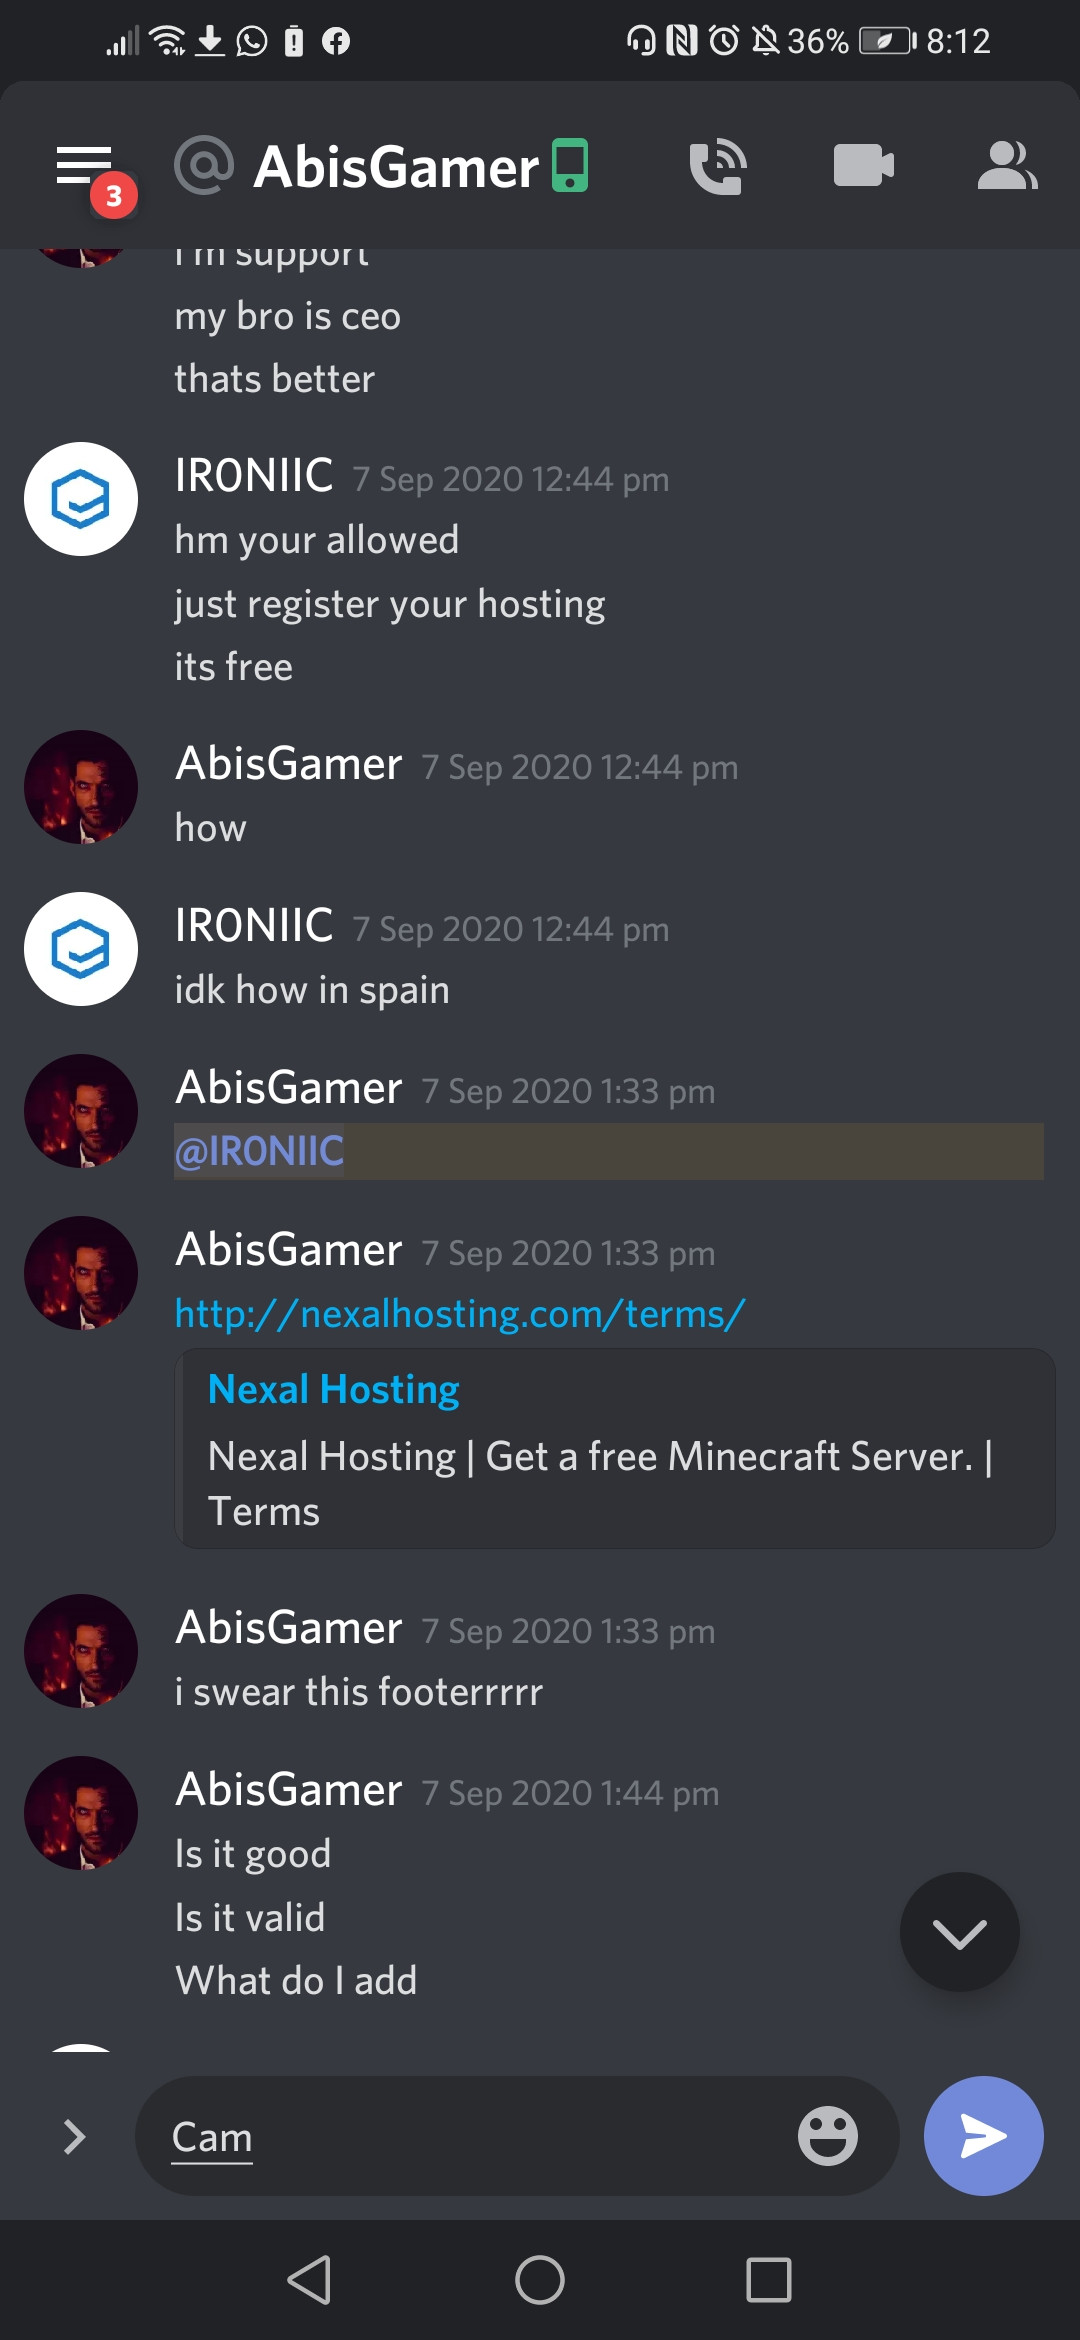 36% 8:12
3
@ AbisGamer
I'm support
my bro is ceo
thats better
IR0NIIC 7 Sep 2020 12:44 pm
hm your allowed
just register your hosting
its free
AbisGamer 7 Sep 2020 12:44 pm
how
IR0NIIC 7 Sep 2020 12:44 pm
idk how in spain
AbisGamer 7 Sep 2020 1:33 pm
@IR0NIIC
AbisGamer 7 Sep 2020 1:33 pm
http://nexalhosting.com/terms/
Nexal Hosting
Nexal Hosting | Get a free Minecraft Server. |
Terms
AbisGamer 7 Sep 2020 1:33 pm
i swear this footerrrrr
AbisGamer 7 Sep 2020 1:44 pm
Is it good
Is it valid
What do I add
Cam